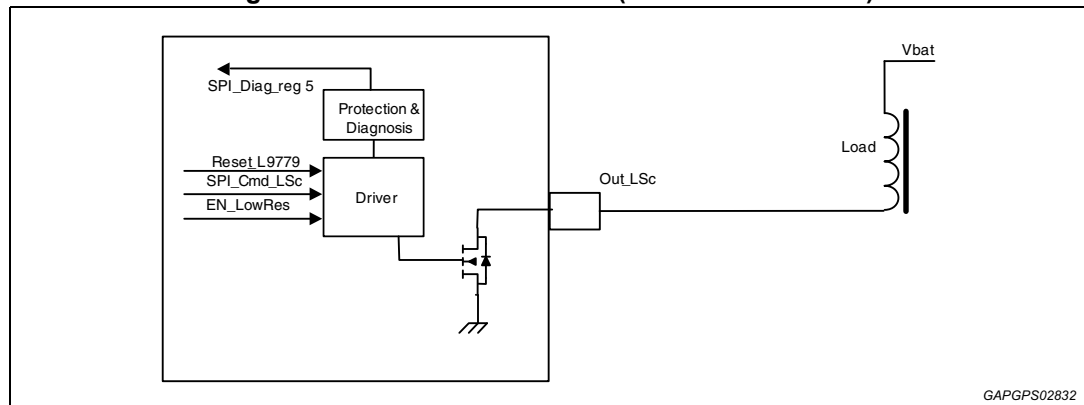 Vbat
SPI_Diag_reg 5
Protection &
Diagnosis
Load
Reset_L9779
SPI_Cmd_LSc
EN_LowRes
Driver
Out_LSc
GAPGPS02832